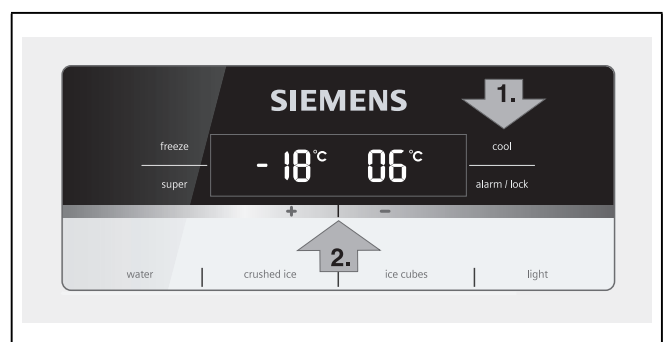 SIEMENS
1.
freeze
cool
-18°C 06°C
super
alarm / lock
+ -
2.
water crushed ice ice cubes light